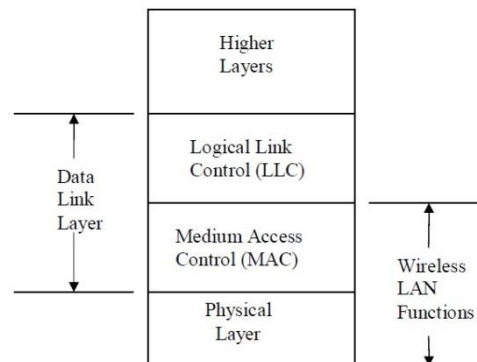 Higher
Layers
Logical Link
Control (LLC)
Data
Link
Layer
Medium Access
Control (MAC)
Wireless
LAN
Functions
Physical
Layer